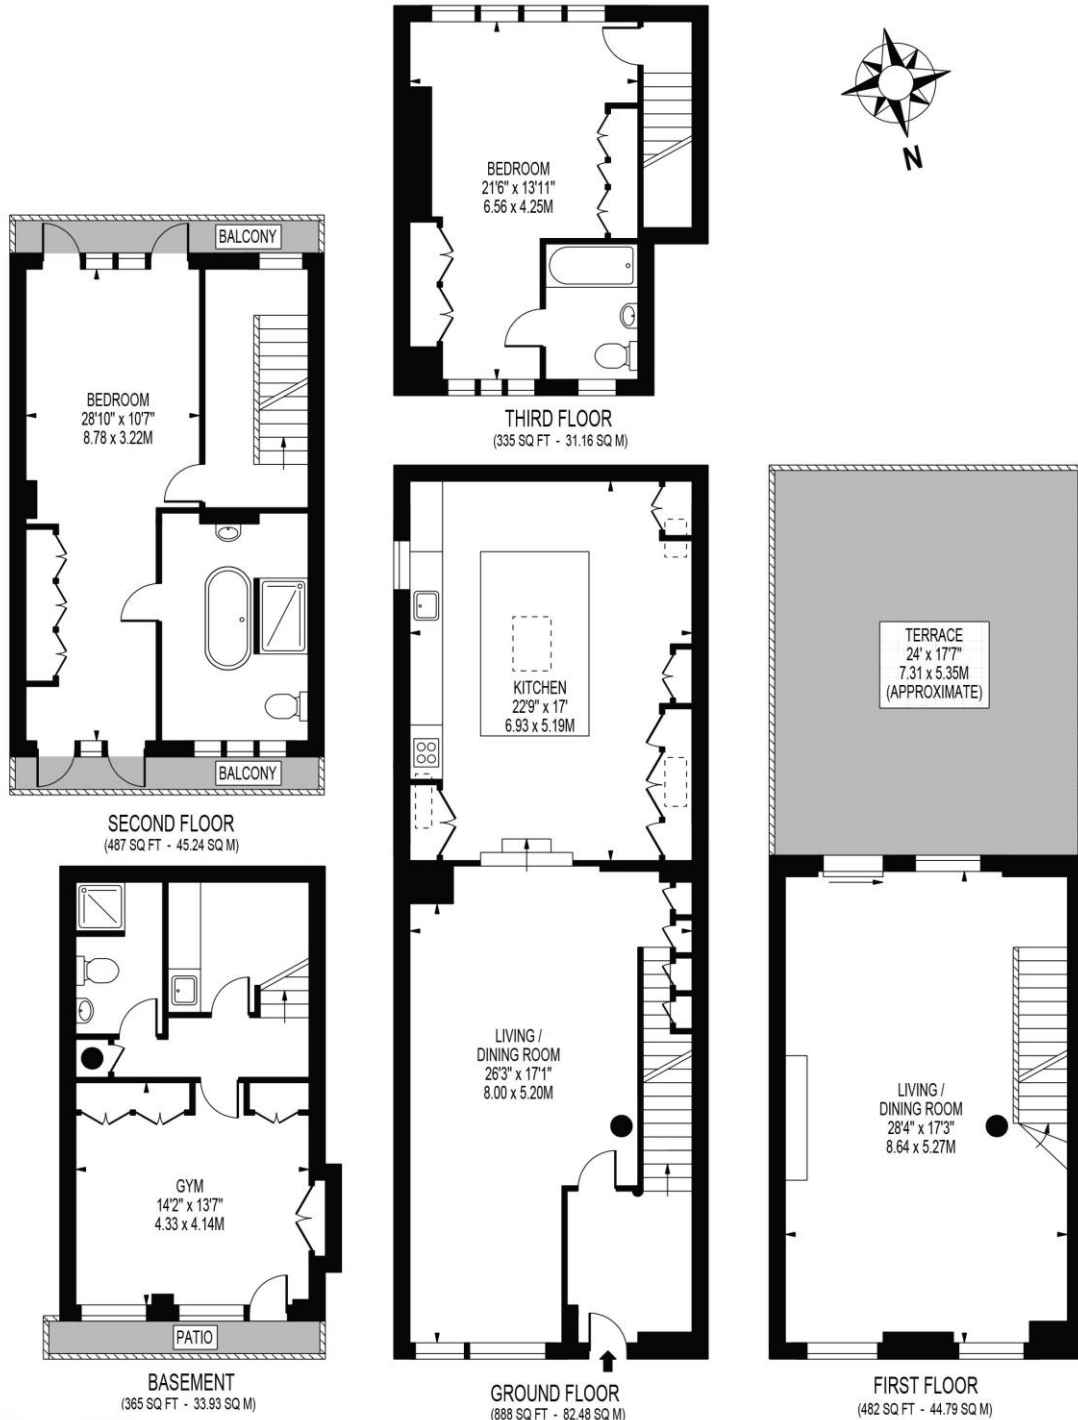 N
BEDROOM
21'6" x 13'11"
6.56 x 4.25M
THIRD FLOOR
(335 SQ FT - 31.16 SQ M)
BALCONY
BEDROOM
28'10" x 10'7"
8.78 x 3.22M
BALCONY
SECOND FLOOR
(487 SQ FT - 45.24 SQ M)
KITCHEN
22'9" x 17'
6.93 x 5.19M
LIVING /
DINING ROOM
26'3" x 17'1"
8.00 x 5.20M
GROUND FLOOR
(888 SQ FT - 82.48 SQ M)
TERRACE
24' x 17'7"
7.31 x 5.35M
(APPROXIMATE)
LIVING /
DINING ROOM
28'4" x 17'3"
8.64 x 5.27M
FIRST FLOOR
(482 SQ FT - 44.79 SQ M)
GYM
14'2" x 13'7"
4.33 x 4.14M
PATIO
BASEMENT
(365 SQ FT - 33.93 SQ M)